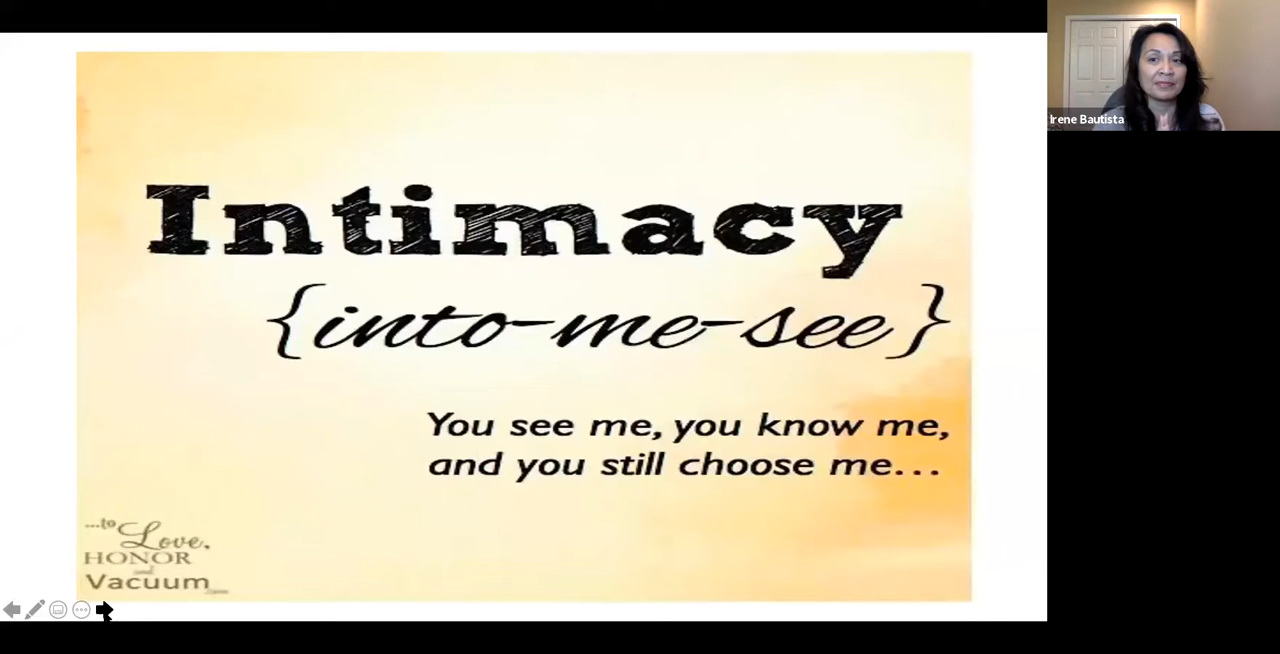 Intimacy
{into-me-see}
You see me, you know me,
and you still choose me...
...to Love,
HONOR
and
Vacuum
Irene Bautista